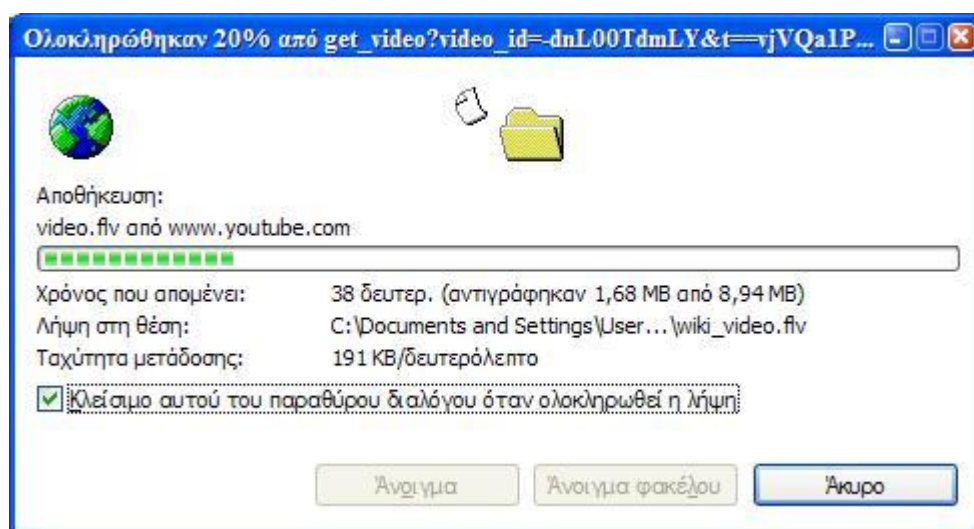 Ολοκληρώθηκαν 20% από get_video?video_id=-dnL00TdmLY&t==vjVQa1P...
Αποθήκευση:
video.flv από www.youtube.com
Χρόνος που απομένει: 38 δευτερ. (αντιγράφηκαν 1,68 MB από 8,94 MB)
Λήψη στη θέση: C:\Documents and Settings\User...\wiki_video.flv
Ταχύτητα μετάδοσης: 191 KB/δευτερόλεπτο
Κλείσιμο αυτού του παραθύρου διαλόγου όταν ολοκληρωθεί η λήψη
Άνοιγμα Άνοιγμα φακέλου Άκυρο